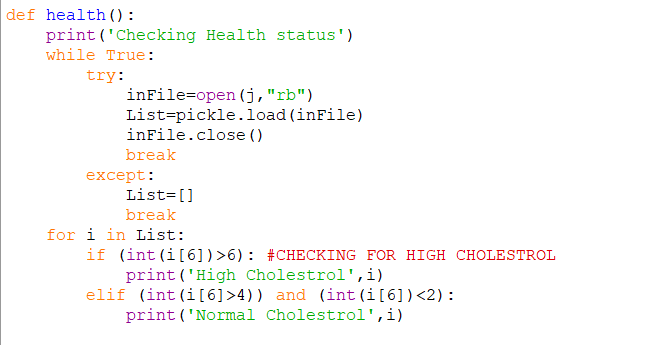 def health():
    print('Checking Health status')
    while True:
        try:
            inFile=open(j,"rb")
            List=pickle.load(inFile)
            inFile.close()
            break
        except:
            List=[]
            break
    for i in List:
        if (int(i[6])>6): #CHECKING FOR HIGH CHOLESTROL
            print('High Cholestrol',i)
        elif (int(i[6]>4)) and (int(i[6])<2):
            print('Normal Cholestrol',i)